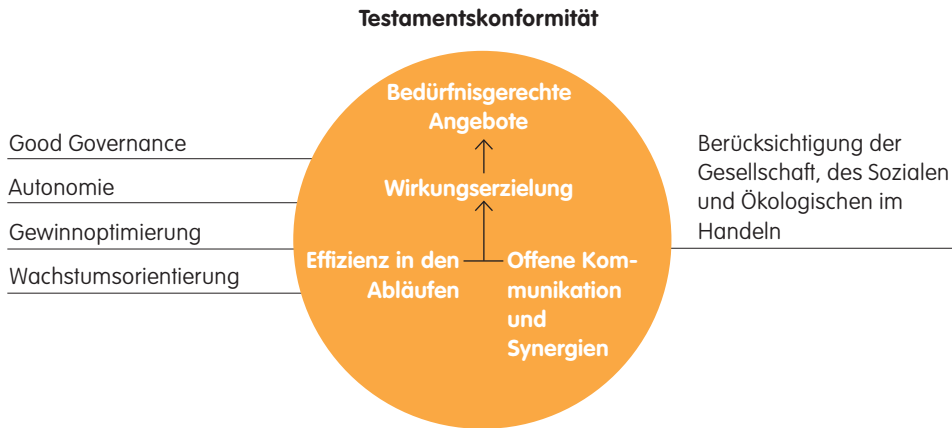 Testamentskonformität
Bedürfnisgerechte
Angebote
Wirkungserzielung
Effizienz in den
Abläufen
Offene Kom-
munikation
und
Synergien
Good Governance
Autonomie
Gewinnoptimierung
Wachstumsorientierung
Berücksichtigung der
Gesellschaft, des Sozialen
und Ökologischen im
Handeln